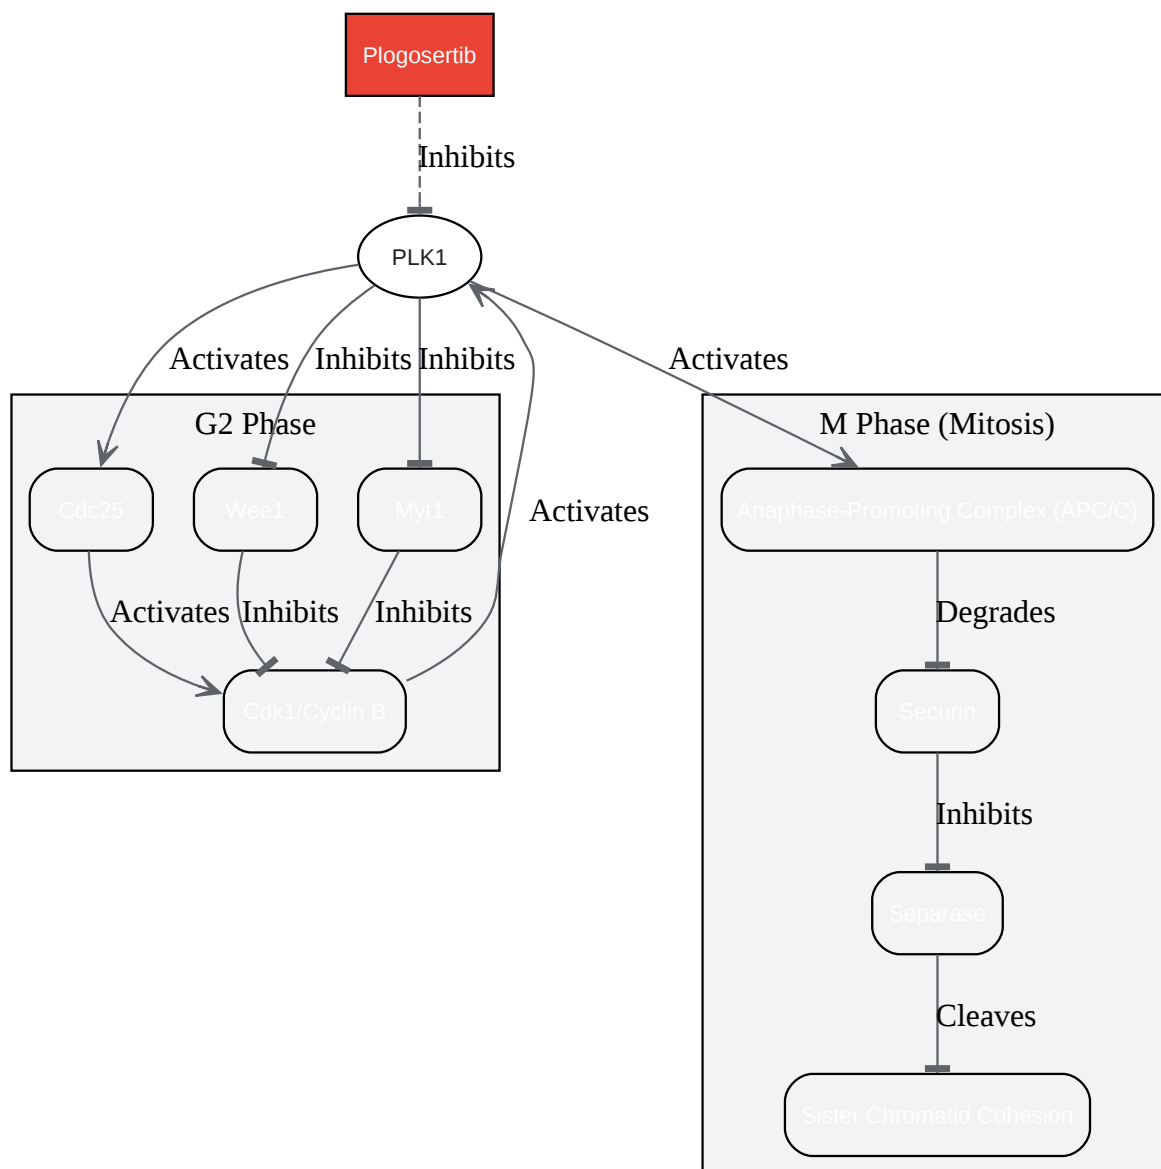 Plogosertib
Inhibits
PLK1
Activates
Inhibits
Inhibits
Activates
G2 Phase
M Phase (Mitosis)
Cdc25
Wee1
Myt1
Activates
Anaphase-Promoting Complex (APC/C)
Activates
Inhibits
Inhibits
Degrades
Cdk1/Cyclin B
Securin
Inhibits
Separase
Cleaves
Sister Chromatid Cohesion